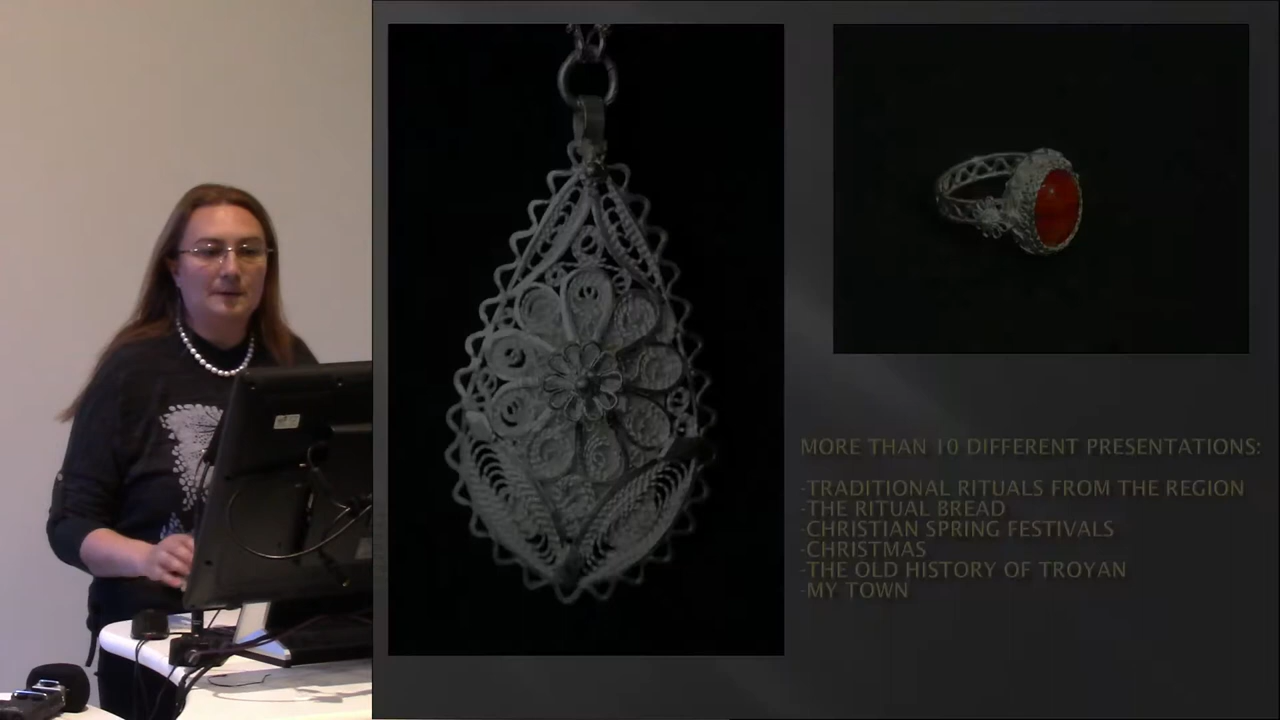 MORE THAN 10 DIFFERENT PRESENTATIONS:
-TRADITIONAL RITUALS FROM THE REGION
-THE RITUAL BREAD
-CHRISTIAN SPRING FESTIVALS
-CHRISTMAS
-THE OLD HISTORY OF TROYAN
-MY TOWN